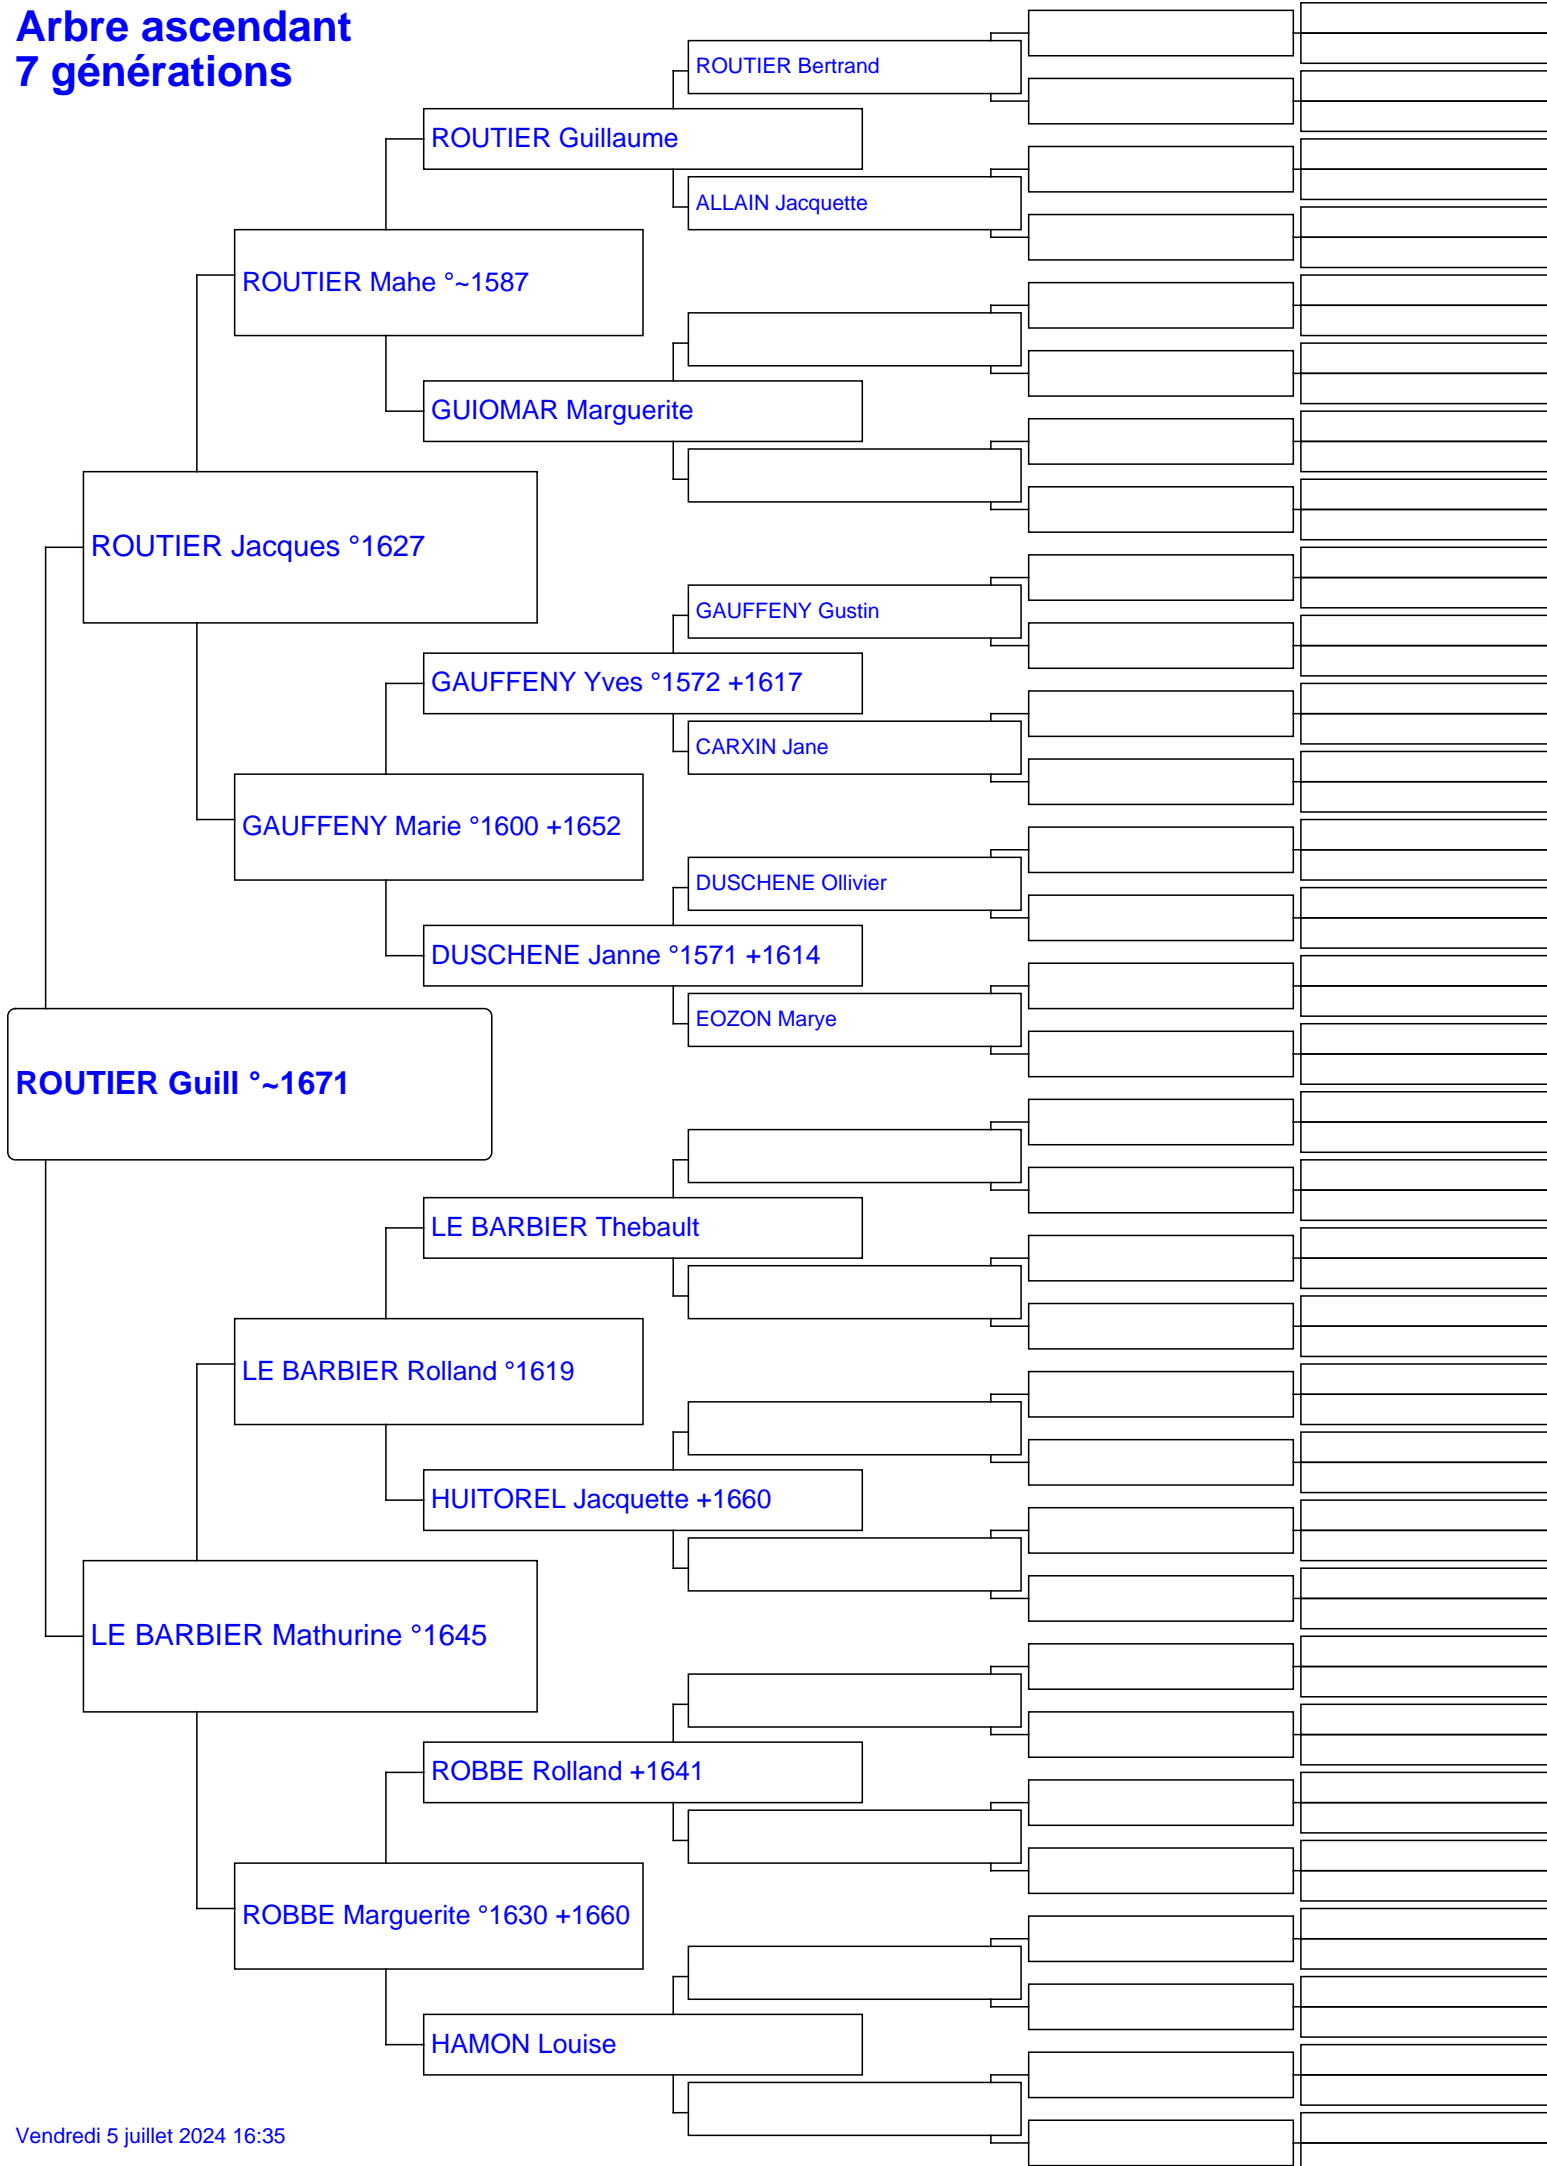 Arbre ascendant
7 générations
ROUTIER Bertrand
ROUTIER Guillaume
ALLAIN Jacquette
ROUTIER Mahe °~1587
GUIOMAR Marguerite
ROUTIER Jacques °1627
GAUFFENY Gustin
GAUFFENY Yves °1572 +1617
CARXIN Jane
GAUFFENY Marie °1600 +1652
DUSCHENE Ollivier
DUSCHENE Janne °1571 +1614
EOZON Marye
ROUTIER Guill °~1671
LE BARBIER Thebault
LE BARBIER Rolland °1619
HUITOREL Jacquette +1660
LE BARBIER Mathurine °1645
ROBBE Rolland +1641
ROBBE Marguerite °1630 +1660
HAMON Louise
Vendredi 5 juillet 2024 16:35